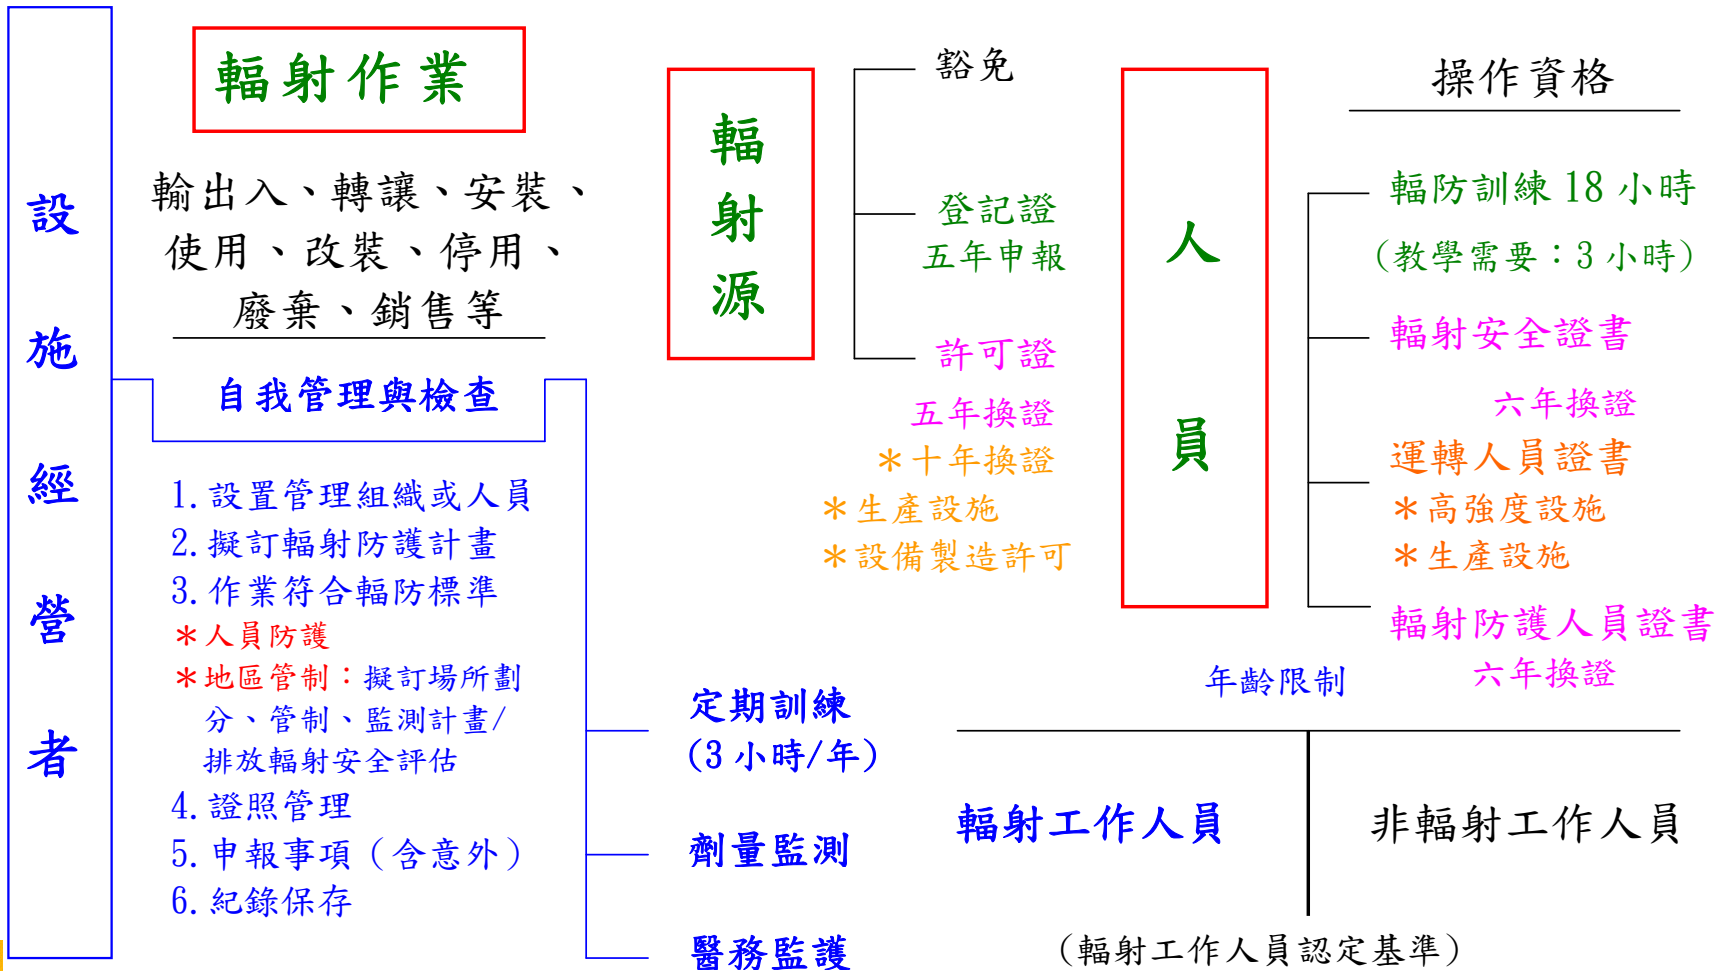 設施經營者
輻射作業
輸出入、轉讓、安裝、
使用、改裝、停用、
廢棄、銷售等
自我管理與檢查
1.設置管理組織或人員
2.擬訂輻射防護計畫
3.作業符合輻防標準
＊人員防護
＊地區管制：擬訂場所劃
分、管制、監測計畫/
排放輻射安全評估
4.證照管理
5.申報事項（含意外）
6.紀錄保存
輻射源
豁免
登記證
五年申報
許可證
五年換證
＊十年換證
＊生產設施
＊設備製造許可
人員
操作資格
輻防訓練 18 小時
（教學需要：3 小時）
輻射安全證書
六年換證
運轉人員證書
＊高強度設施
＊生產設施
輻射防護人員證書
六年換證
年齡限制
定期訓練
(3 小時/年)
劑量監測
醫務監護
輻射工作人員
非輻射工作人員
（輻射工作人員認定基準）